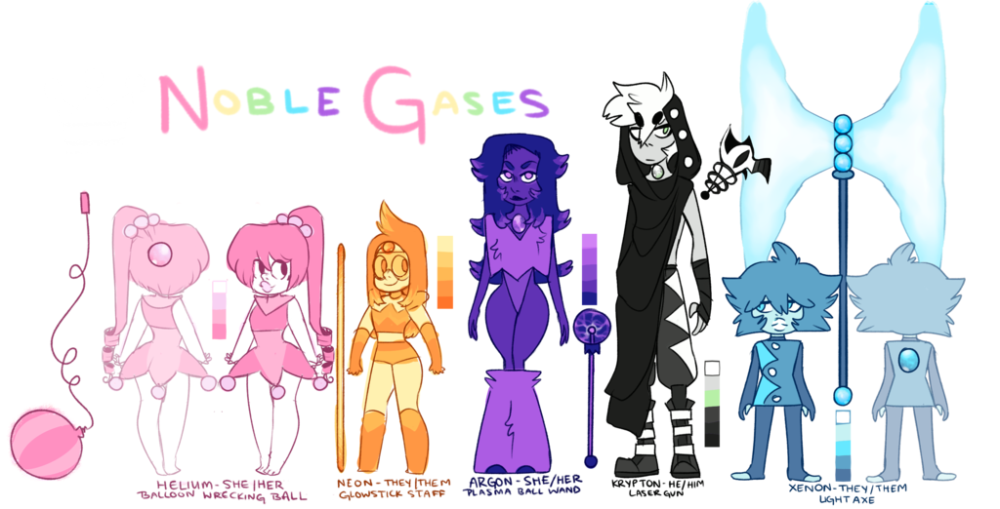 NOBLE GASES
HELIUM - SHE/HER
BALLOON WRECKING BALL
NEON - THEY/THEM
GLOWSTICK STAFF
ARGON - SHE/HER
PLASMA BALL WAND
KRYPTON - HE/HIM
LASER GUN
XENON - THEY/THEM
LIGHT AXE